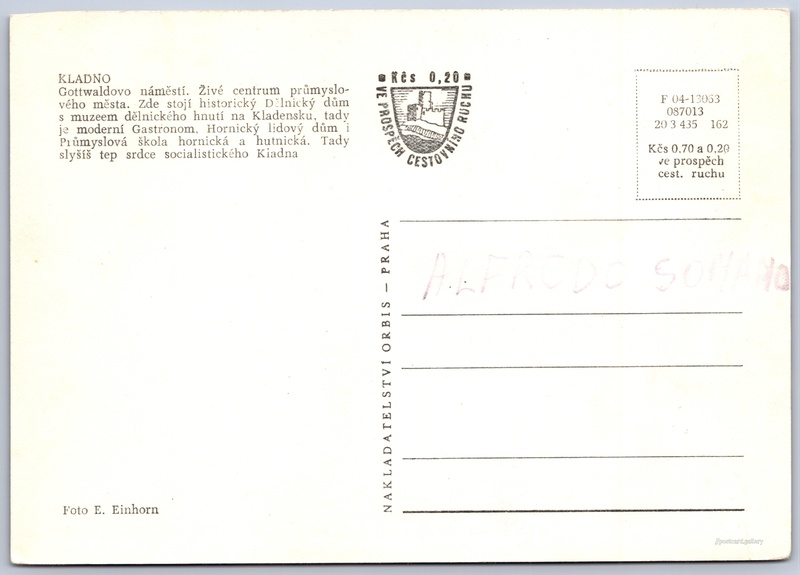 KLADNO
Gottwaldovo náměstí. Živé centrum průmyslo-
vého města. Zde stojí historický Dělnický dům
s muzeem dělnického hnutí na Kladensku, tady
je moderní Gastronom, Hornický lidový dům i
Průmyslová škola hornická a hutnická. Tady
slyšíš tep srdce socialistického Kladna
Kčs 0,20
VE PROSPĚCH CESTOVNÍHO RUCHU
F 04-13053
087013
20 3 435 162
Kčs 0.70 a 0,20
ve prospěch
cest. ruchu
NAKLADATELSTVÍ ORBIS — PRAHA
ALFREDO
Foto E. Einhorn